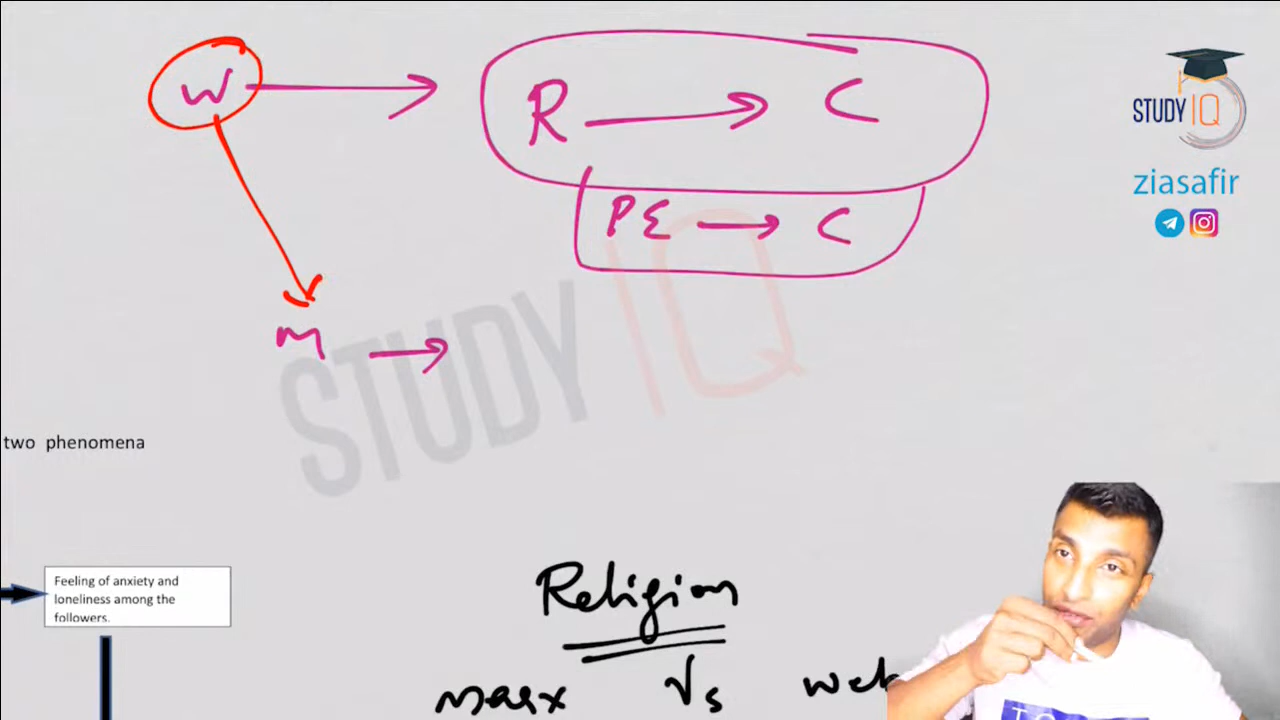 W → R → C
PE → C
M →
STUDY IQ
ziasafir
STUDY IQ
two phenomena
Feeling of anxiety and
loneliness among the
followers.
Religion
Marx Vs